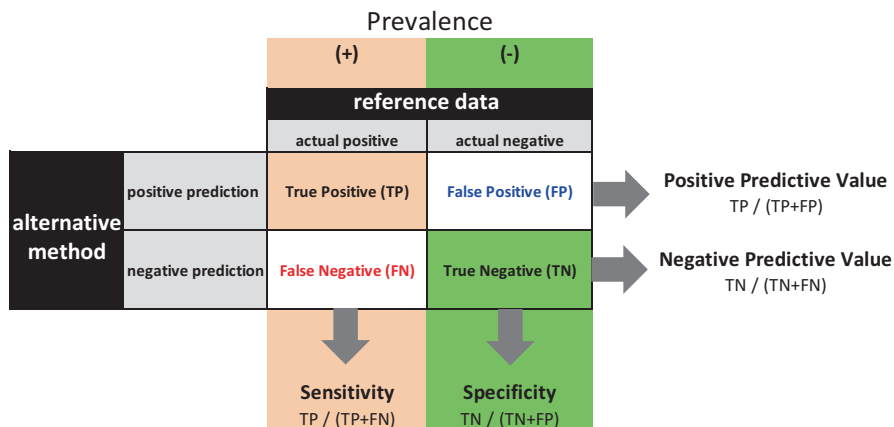 Prevalence
(+)
(-)
reference data
actual positive
actual negative
alternative
method
positive prediction
True Positive (TP)
False Positive (FP)
Positive Predictive Value
TP / (TP+FP)
negative prediction
False Negative (FN)
True Negative (TN)
Negative Predictive Value
TN / (TN+FN)
Sensitivity
TP / (TP+FN)
Specificity
TN / (TN+FP)